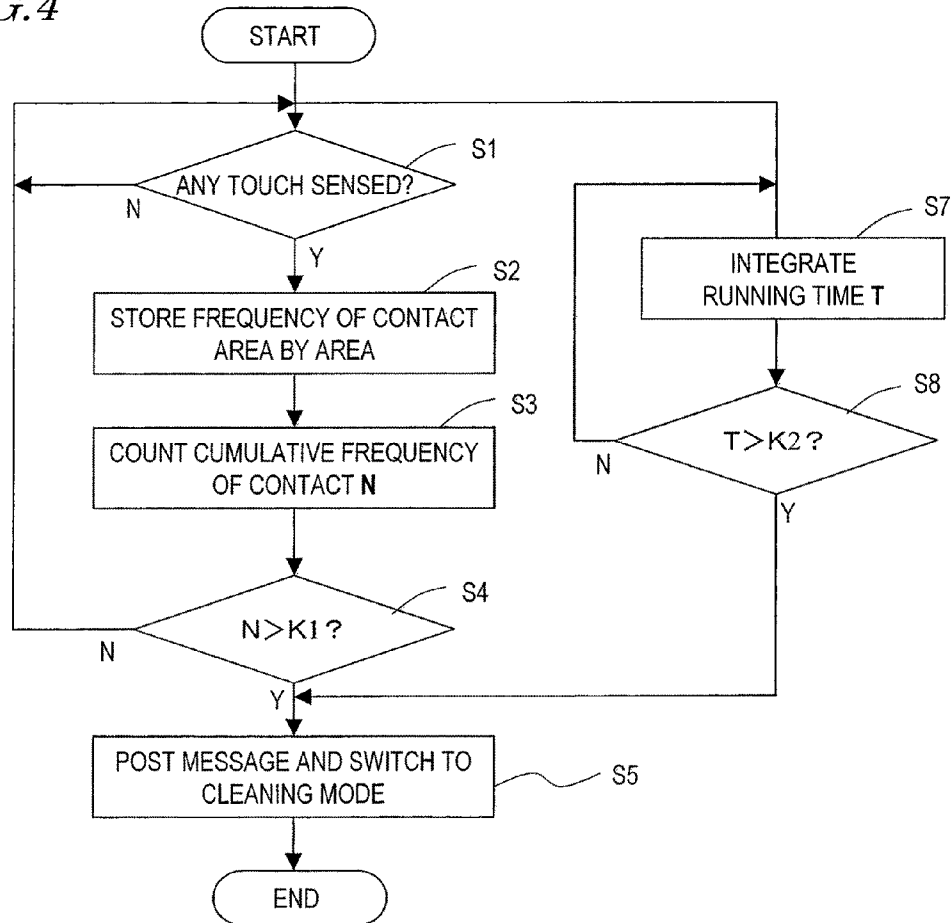 .4
START
S1
ANY TOUCH SENSED?
N
Y
S2
STORE FREQUENCY OF CONTACT
AREA BY AREA
S3
COUNT CUMULATIVE FREQUENCY
OF CONTACT N
S4
N>K1?
N
Y
S7
INTEGRATE
RUNNING TIME T
S8
T>K2?
N
Y
POST MESSAGE AND SWITCH TO
CLEANING MODE
S5
END